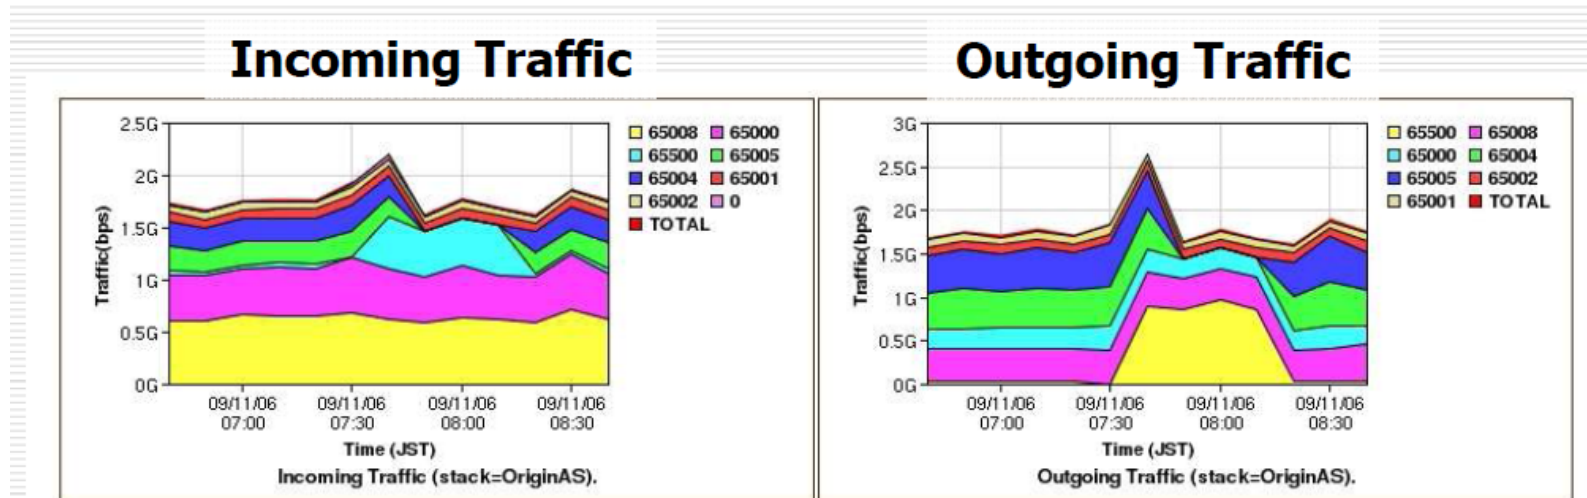 Incoming Traffic
2.5G
2G
1.5G
1G
0.5G
0G
Traffic(bps)
09/11/06 07:00
09/11/06 07:30
09/11/06 08:00
09/11/06 08:30
Time (JST)
65008 65000
65500 65005
65004 65001
65002 0
TOTAL
Incoming Traffic (stack=OriginAS).
Outgoing Traffic
3G
2.5G
2G
1.5G
1G
0.5G
0G
Traffic(bps)
09/11/06 07:00
09/11/06 07:30
09/11/06 08:00
09/11/06 08:30
Time (JST)
65500 65008
65000 65004
65005 65002
65001 TOTAL
Outgoing Traffic (stack=OriginAS).